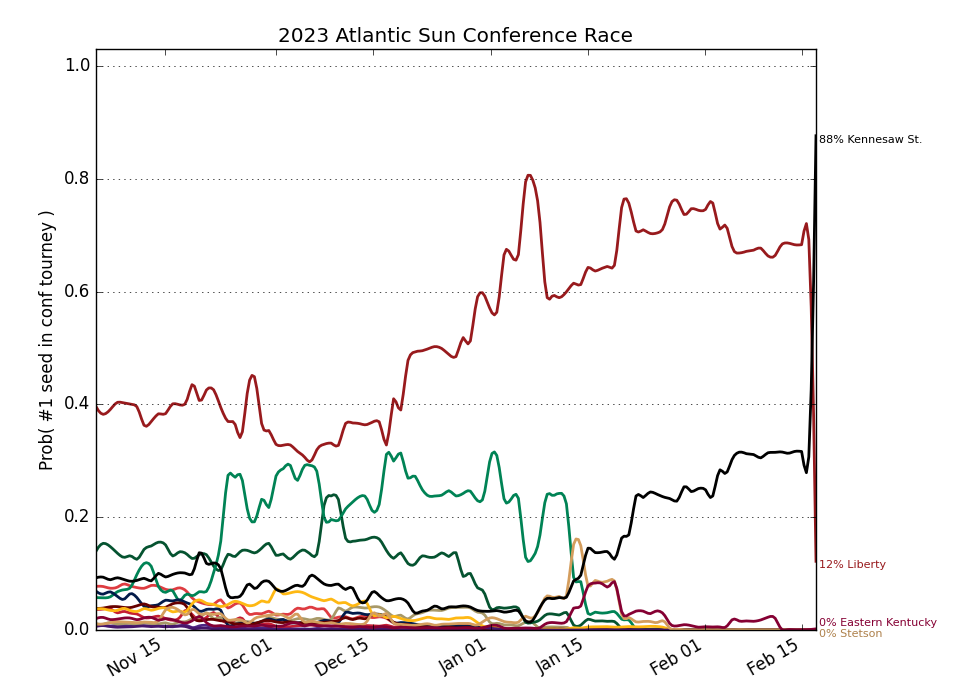 2023 Atlantic Sun Conference Race
Prob( #1 seed in conf tourney )
1.0
0.8
0.6
0.4
0.2
0.0
88% Kennesaw St.
12% Liberty
0% Eastern Kentucky
0% Stetson
Nov 15
Dec 01
Dec 15
Jan 01
Jan 15
Feb 01
Feb 15